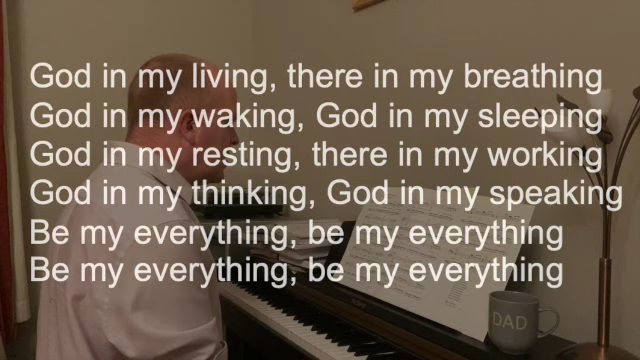 God in my living, there in my breathing
God in my waking, God in my sleeping
God in my resting, there in my working
God in my thinking, God in my speaking
Be my everything, be my everything
Be my everything, be my everything
DAD